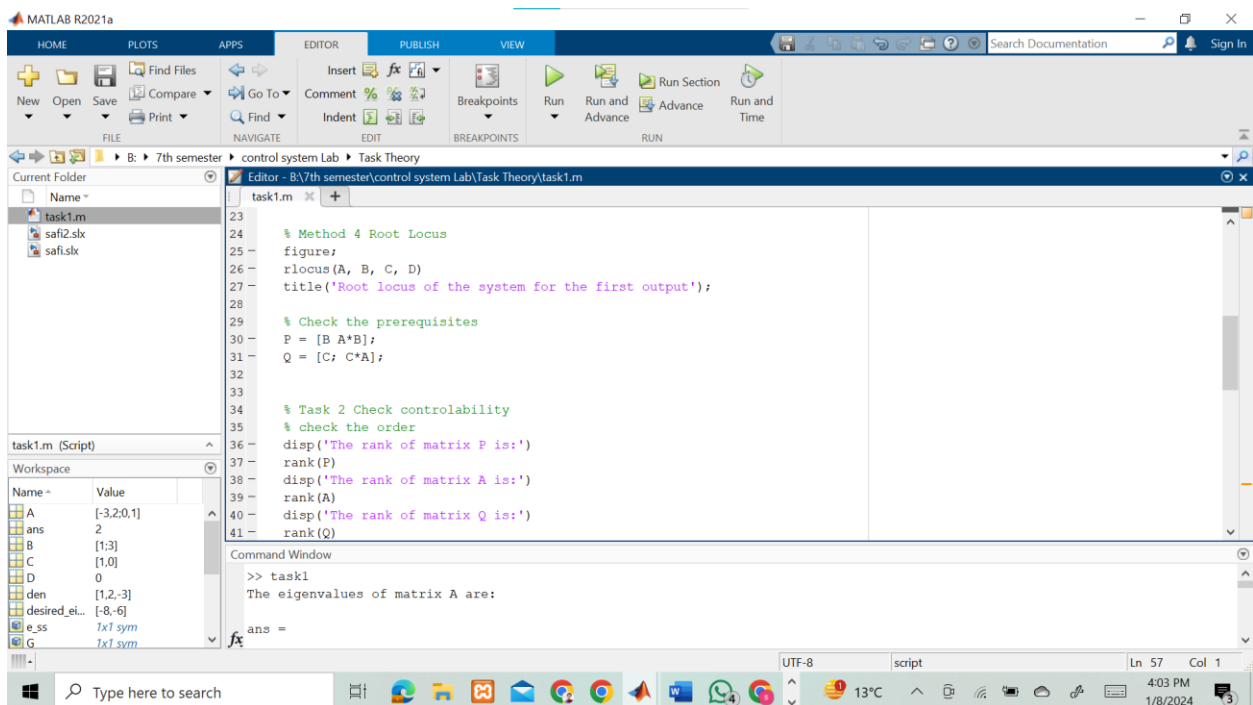 MATLAB R2021a
HOME PLOTS APPS EDITOR PUBLISH VIEW Search Documentation Sign In
New Open Save Find Files Compare Print
Go To Find
Insert fx
Comment
Indent
Breakpoints Run Run and Advance Run Section Advance Run and Time
FILE NAVIGATE EDIT BREAKPOINTS RUN
B: 7th semester control system Lab Task Theory
Current Folder
Name
task1.m
safi2.slx
safi.slx
task1.m (Script)
Workspace
Name Value
A [-3,2;0,1]
ans 2
B [1;3]
C [1,0]
D 0
den [1,2,-3]
desired_ei... [-8,-6]
e_ss 1x1 sym
G 1x1 sym
Editor - B:\7th semester\control system Lab\Task Theory\task1.m
task1.m
23
24 % Method 4 Root Locus
25 figure;
26 rlocus(A, B, C, D)
27 title('Root locus of the system for the first output');
28
29 % Check the prerequisites
30 P = [B A*B];
31 Q = [C; C*A];
32
33
34 % Task 2 Check controlability
35 % check the order
36 disp('The rank of matrix P is:')
37 rank(P)
38 disp('The rank of matrix A is:')
39 rank(A)
40 disp('The rank of matrix Q is:')
41 rank(Q)
Command Window
>> task1
The eigenvalues of matrix A are:
ans =
fx
UTF-8 script Ln 57 Col 1
Type here to search
13°C
4:03 PM
1/8/2024